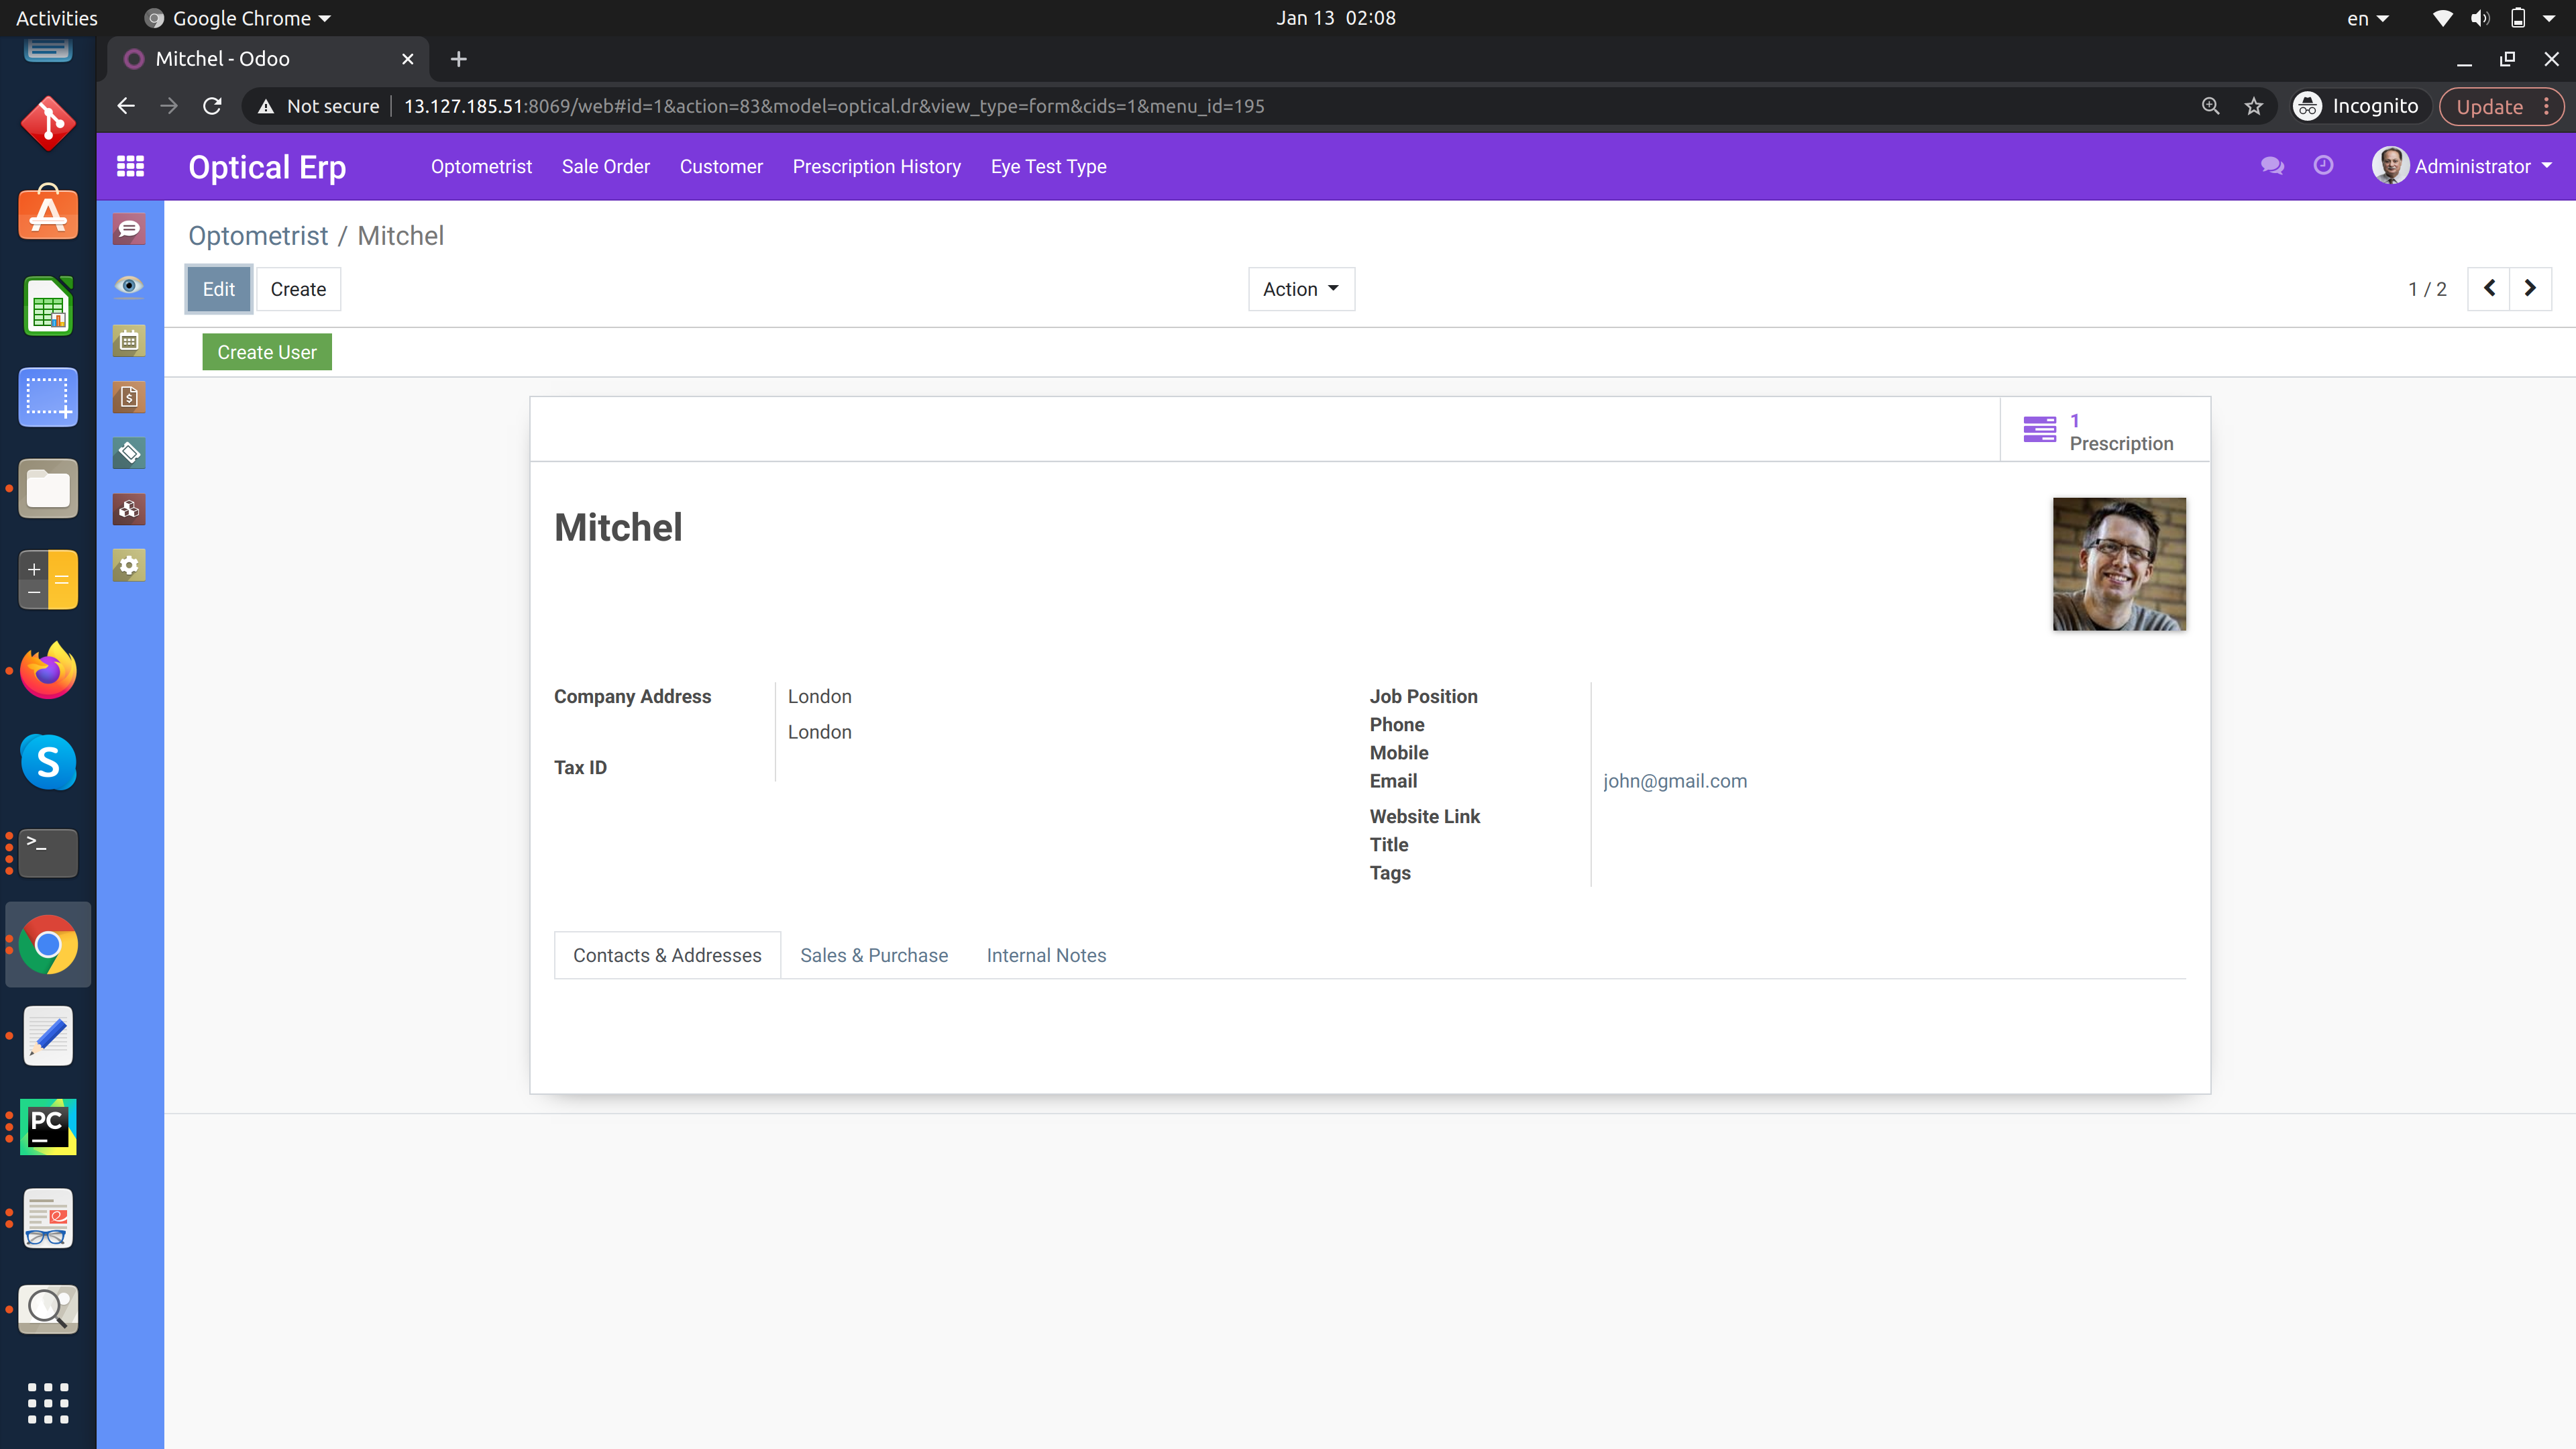 Activities
Google Chrome
Jan 13  02:08
en
Mitchel - Odoo
Not secure
13.127.185.51:8069/web#id=1&action=83&model=optical.dr&view_type=form&cids=1&menu_id=195
Incognito
Update
Optical Erp
Optometrist
Sale Order
Customer
Prescription History
Eye Test Type
Administrator
Optometrist / Mitchel
Edit
Create
Action
1 / 2
Create User
1
Prescription
Mitchel
Company Address
London
London
Tax ID
Job Position
Phone
Mobile
Email
john@gmail.com
Website Link
Title
Tags
Contacts & Addresses
Sales & Purchase
Internal Notes
S
>_
PC